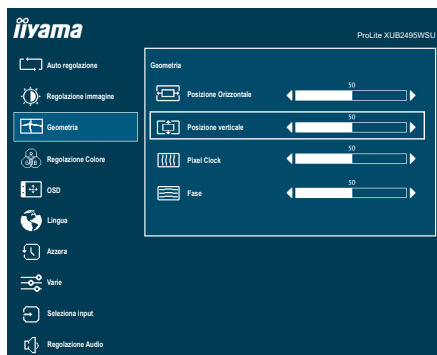 iiyama
ProLite XUB2495WSU
Auto regolazione
Regolazione immagine
Geometria
Regolazione Colore
OSD
Lingua
Azzera
Varie
Seleziona input
Regolazione Audio
Geometria
Posizione Orizzontale
50
Posizione verticale
50
Pixel Clock
50
Fase
50